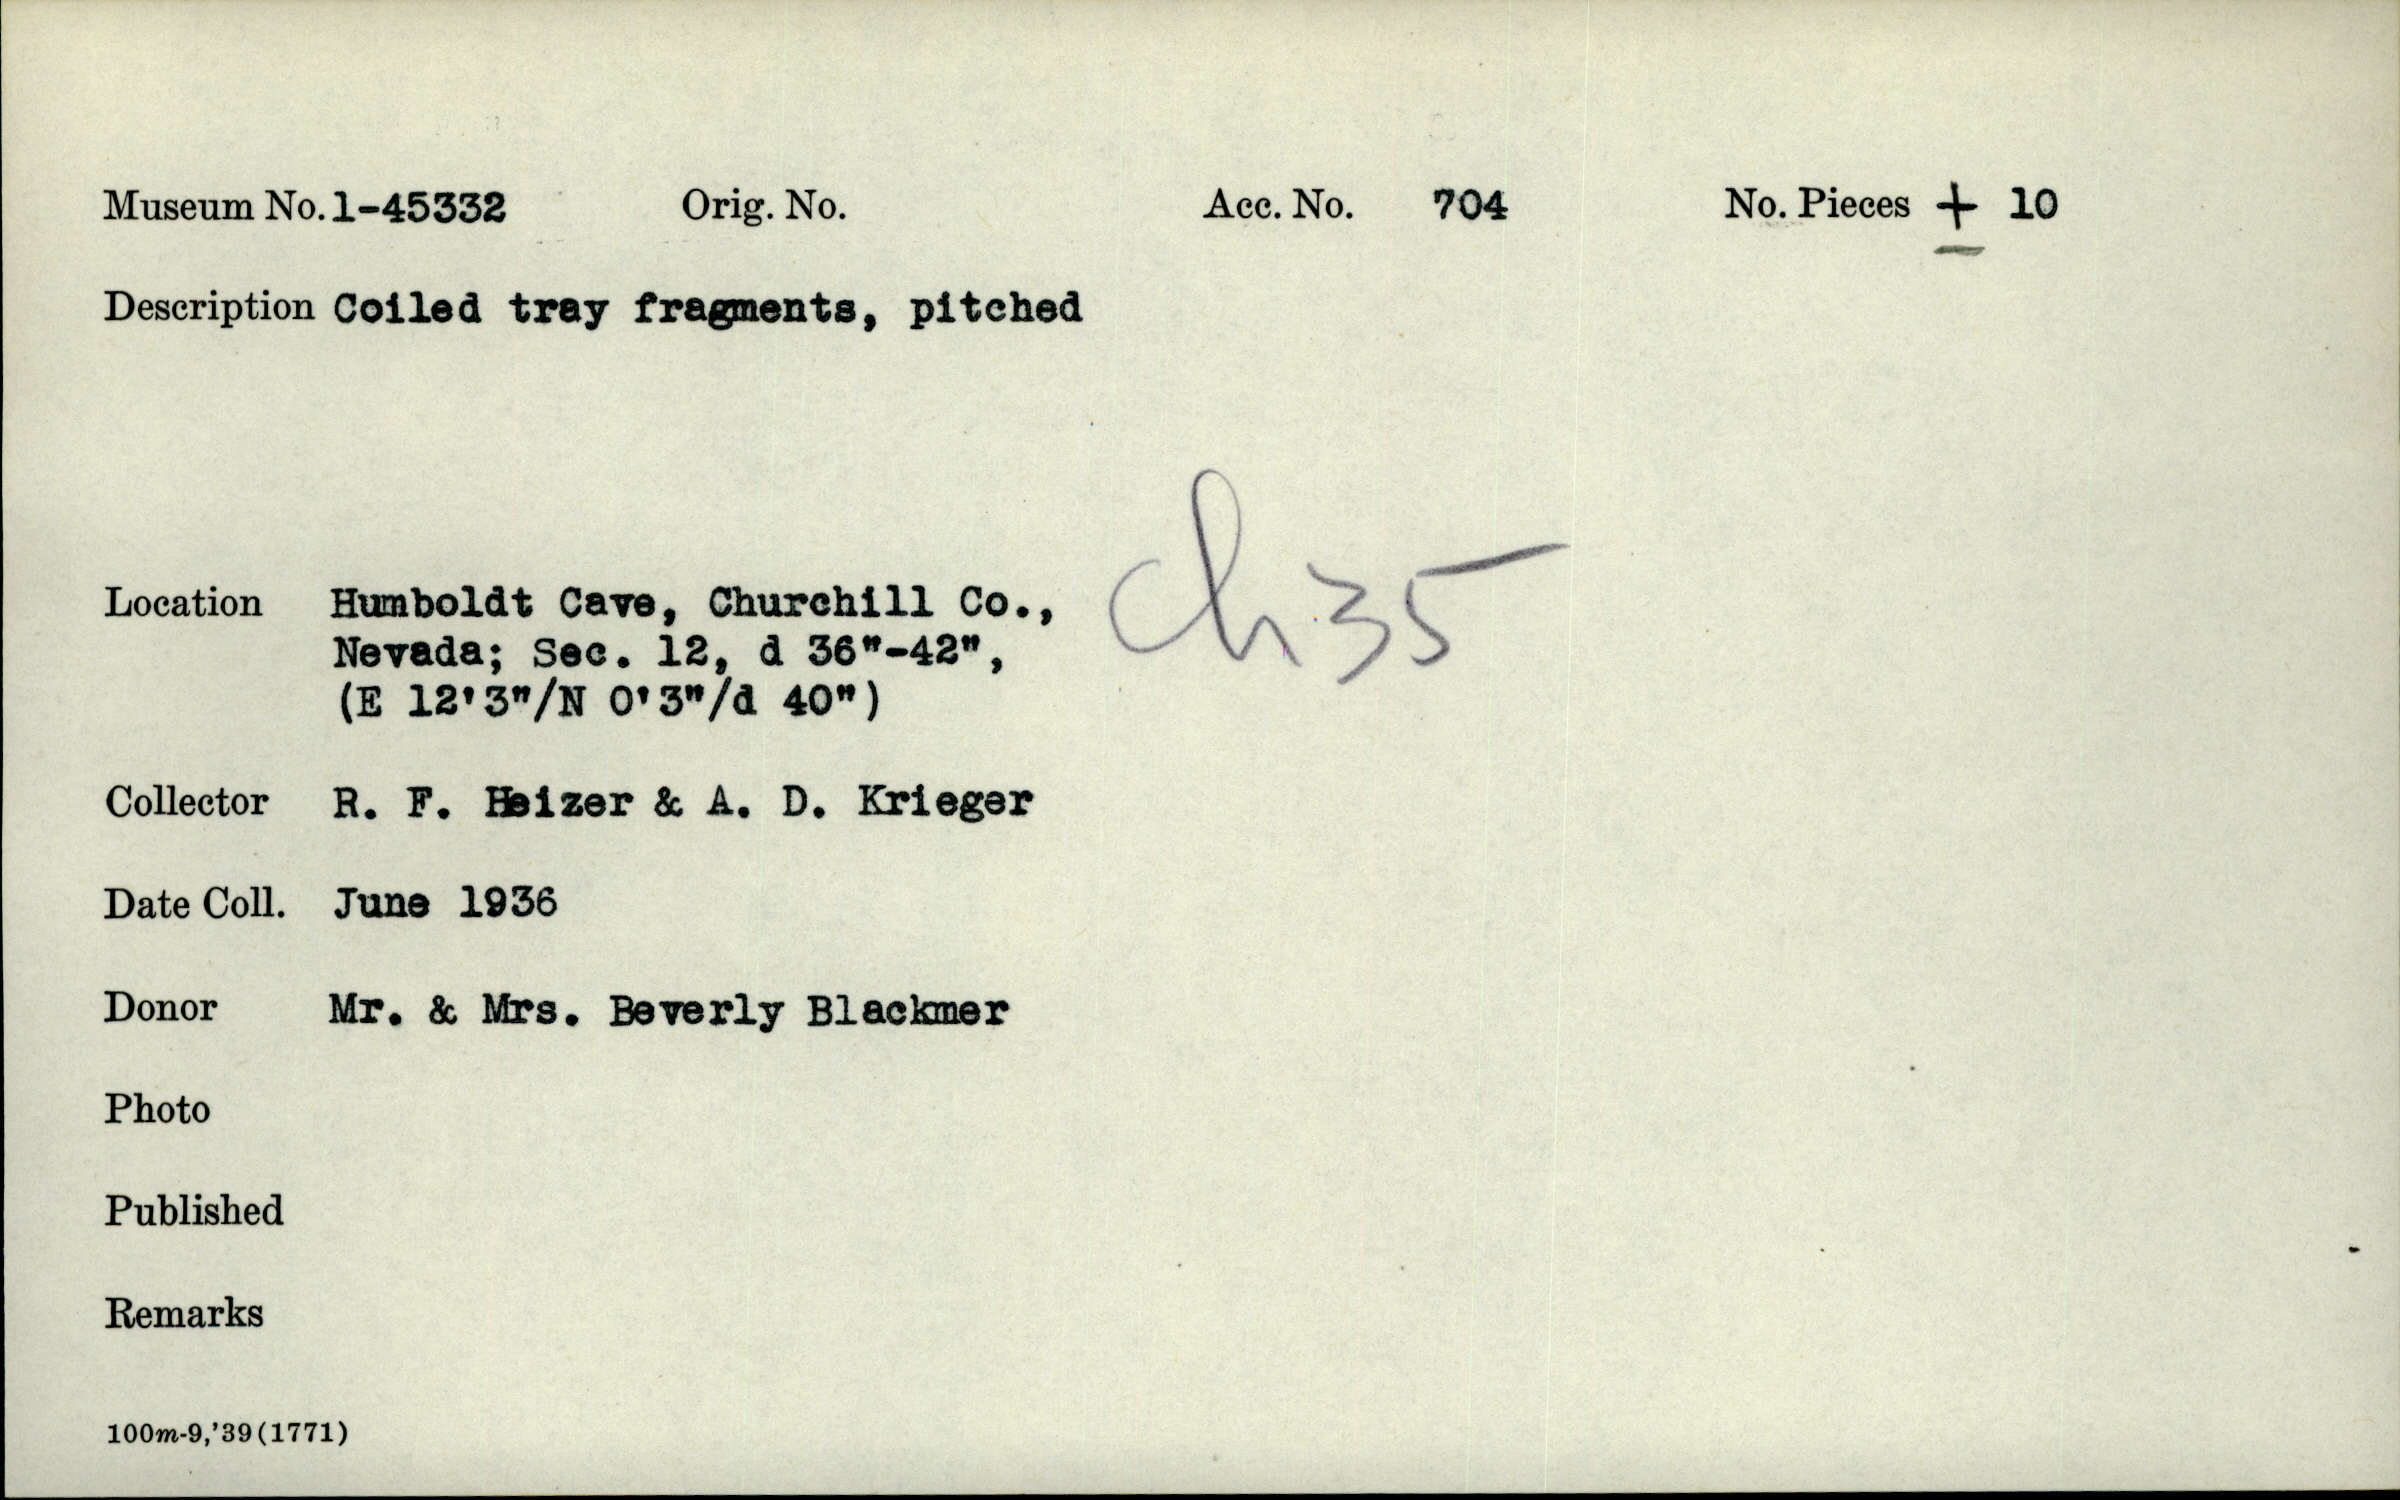 Museum No. 1-45332 Orig. No. Acc. No. 704 No. Pieces ± 10
Description Coiled tray fragments, pitched
Location Humboldt Cave, Churchill Co.,
Nevada; Sec. 12, d 36"-42",
(E 12'3"/N 0'3"/d 40")
Ch 35
Collector R. F. Heizer & A. D. Krieger
Date Coll. June 1936
Donor Mr. & Mrs. Beverly Blackmer
Photo
Published
Remarks
100m-9,'39(1771)